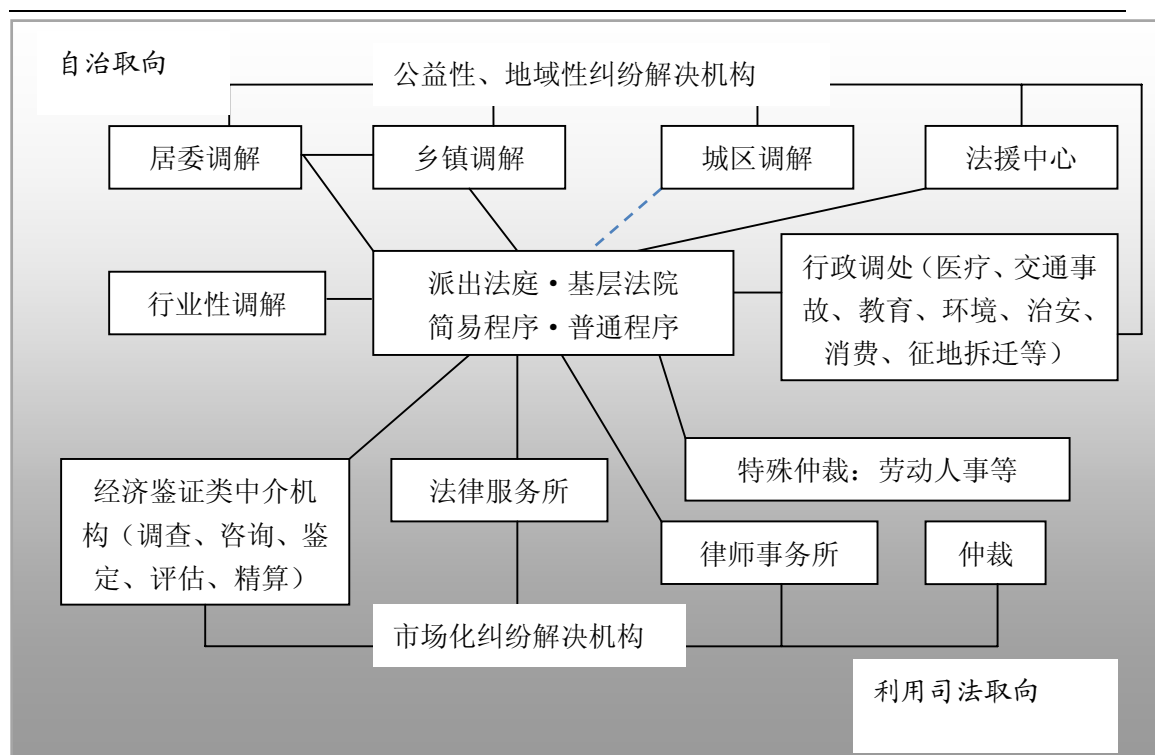 自治取向
公益性、地域性纠纷解决机构
居委调解
乡镇调解
城区调解
法援中心
派出法庭·基层法院
简易程序·普通程序
行政调处（医疗、交通事
故、教育、环境、治安、
消费、征地拆迁等）
行业性调解
特殊仲裁：劳动人事等
经济鉴证类中介机
构（调查、咨询、鉴
定、评估、精算）
法律服务所
律师事务所
仲裁
市场化纠纷解决机构
利用司法取向